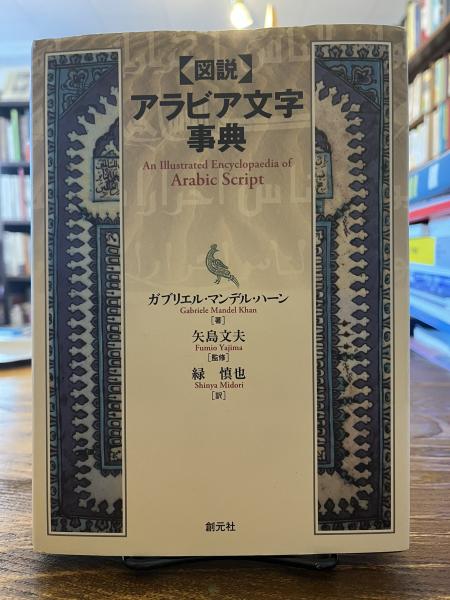 【図説】
アラビア文字
事典
An Illustrated Encyclopaedia of
Arabic Script
ガブリエル・マンデル・ハーン
Gabriele Mandel Khan
[著]
矢島文夫
Fumio Yajima
[監修]
緑 慎也
Shinya Midori
[訳]
創元社